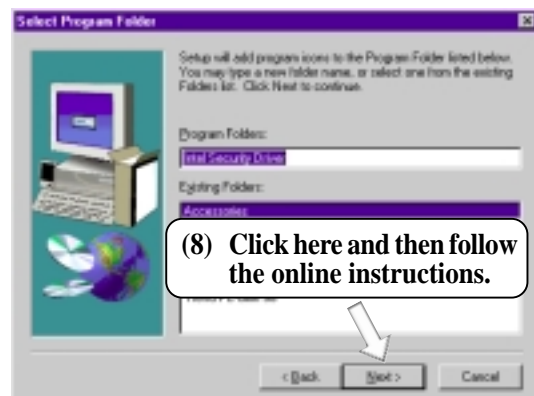 Select Program Folder
Setup will add program icons to the Program Folder listed below.
You may type a new folder name, or select one from the existing
Folders list. Click Next to continue.
Program Folders:
Intel Security Driver
Existing Folders:
Accessories
(8) Click here and then follow
the online instructions.
< Back
Next >
Cancel